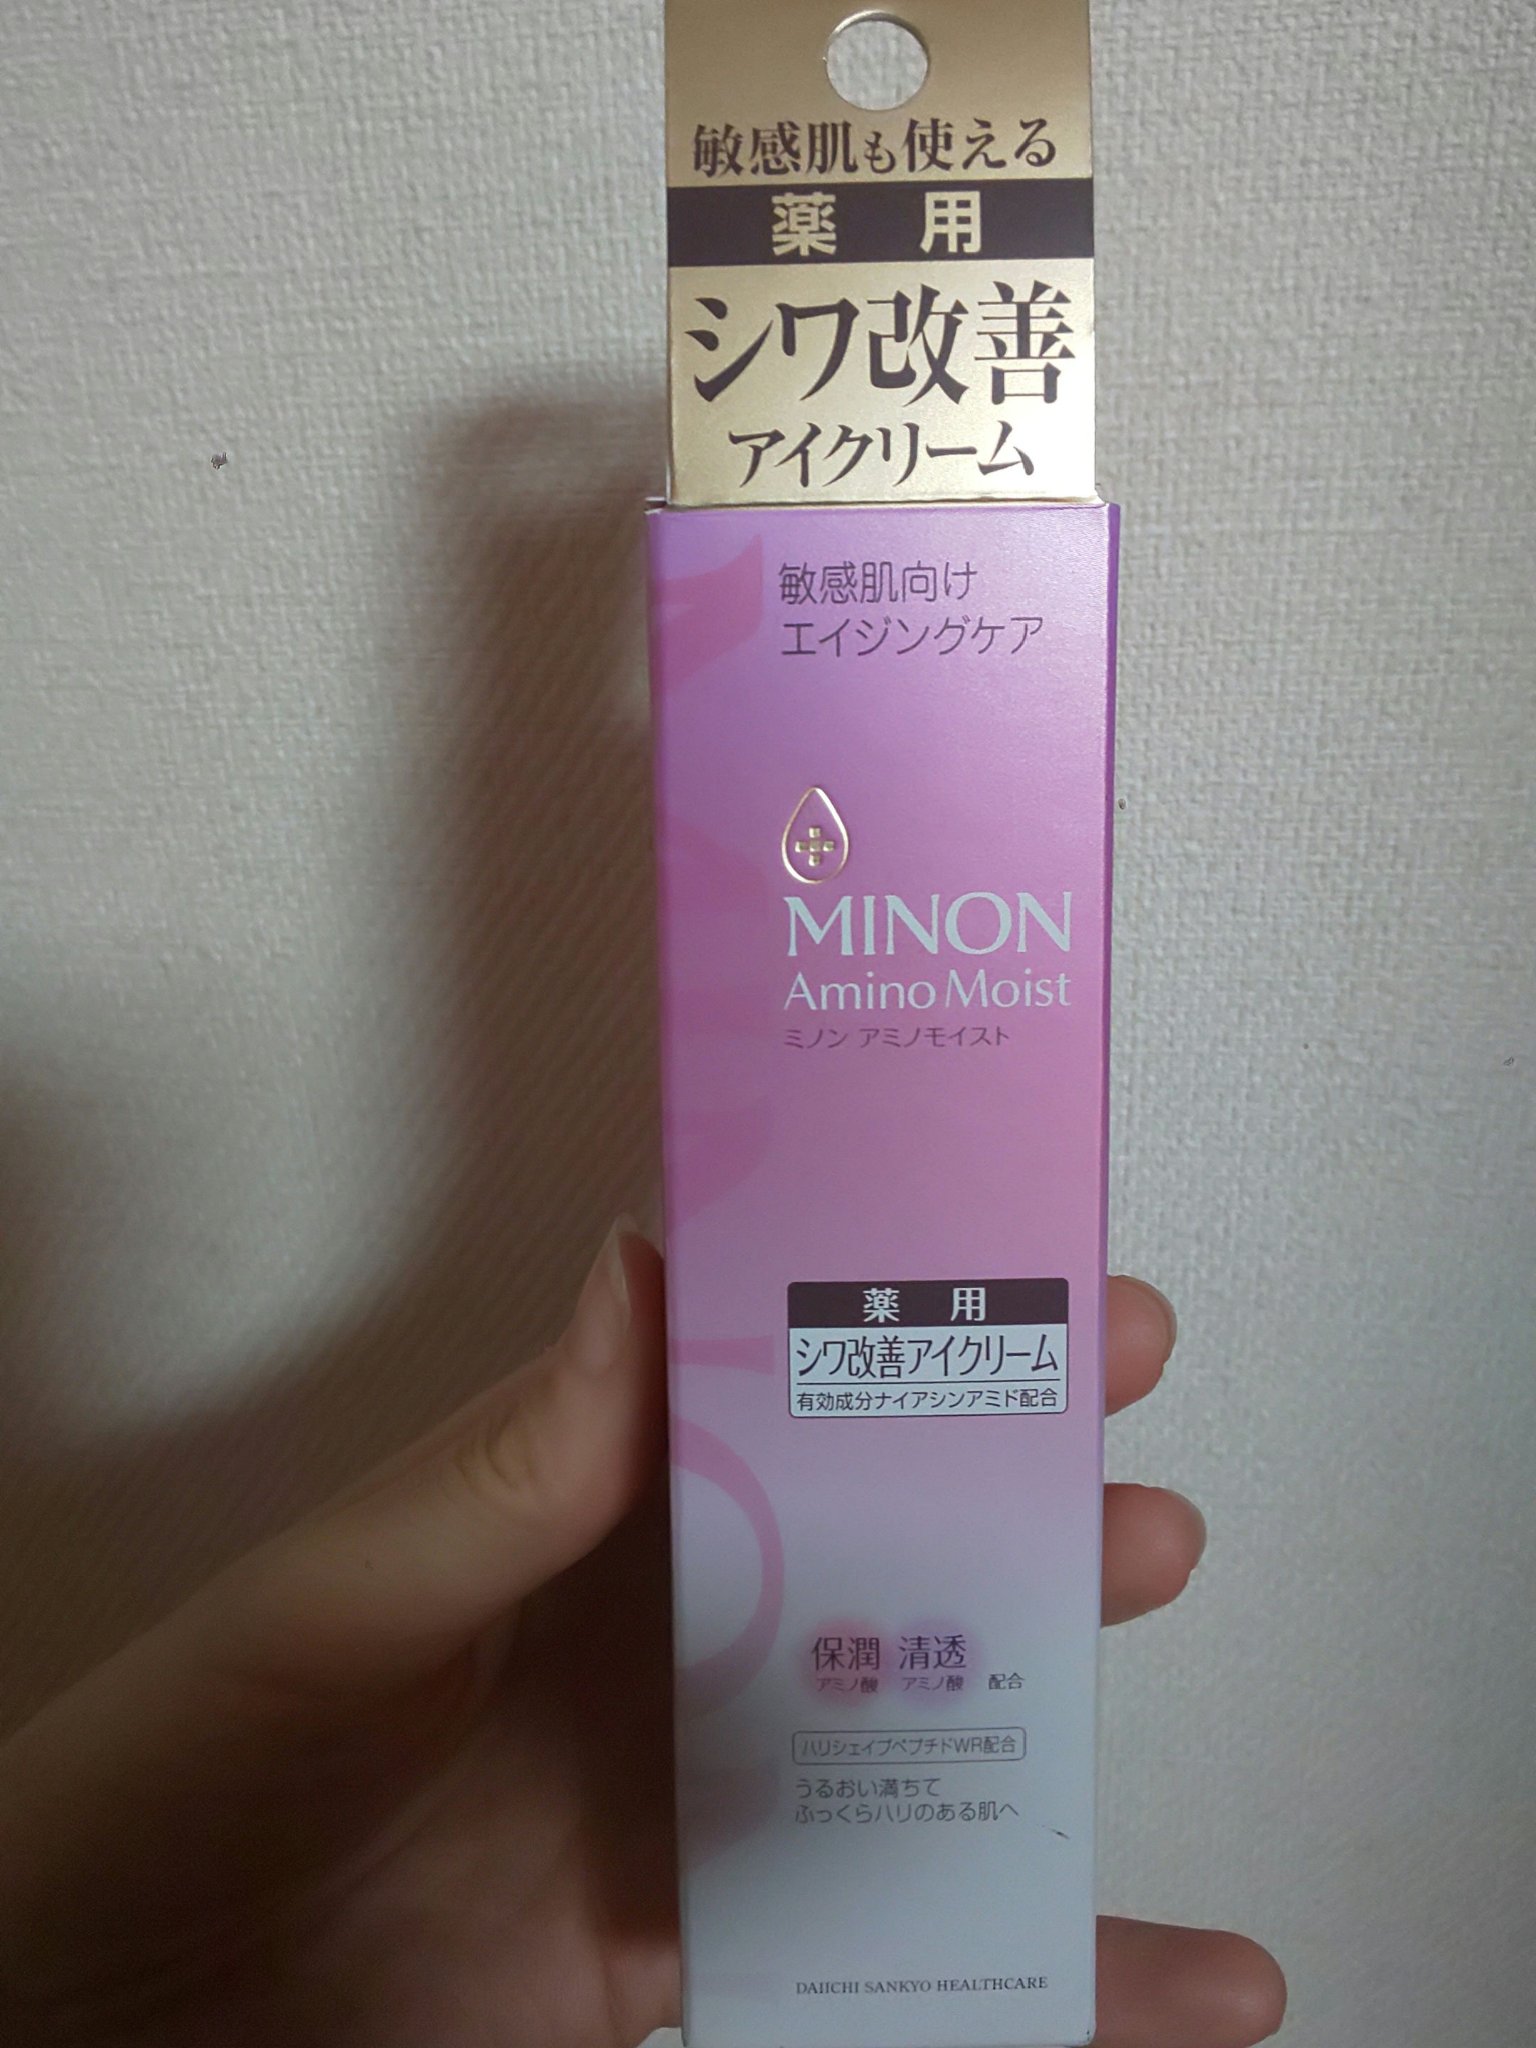 敏感肌も使える
薬用
シワ改善
アイクリーム
敏感肌向け
エイジングケア
MINON
Amino Moist
ミノン アミノモイスト
薬用
シワ改善アイクリーム
有効成分ナイアシンアミド配合
保潤 清透
アミノ酸 アミノ酸 配合
ハリシェイプペプチドWR配合
うるおい満ちて
ふっくらハリのある肌へ
DAIICHI SANKYO HEALTHCARE